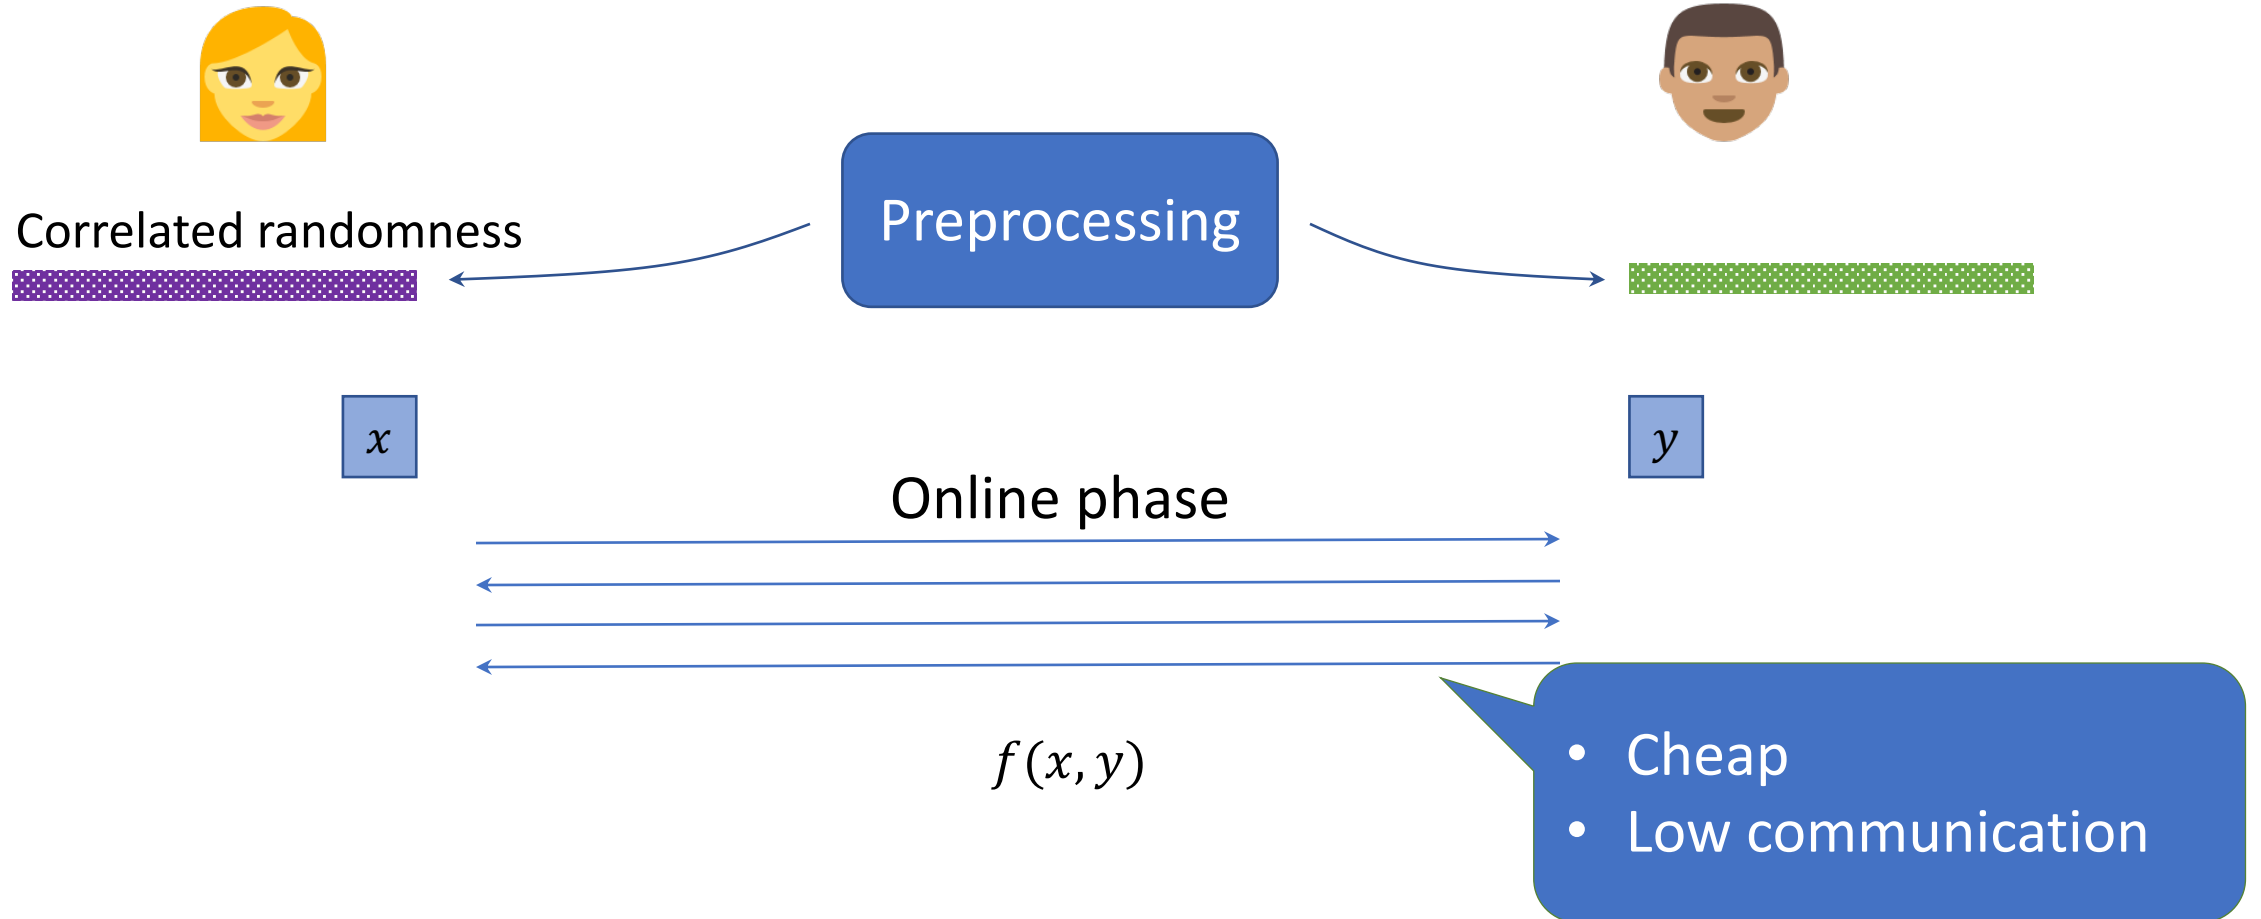 Preprocessing
Correlated randomness
x
y
Online phase
f(x, y)
• Cheap
• Low communication